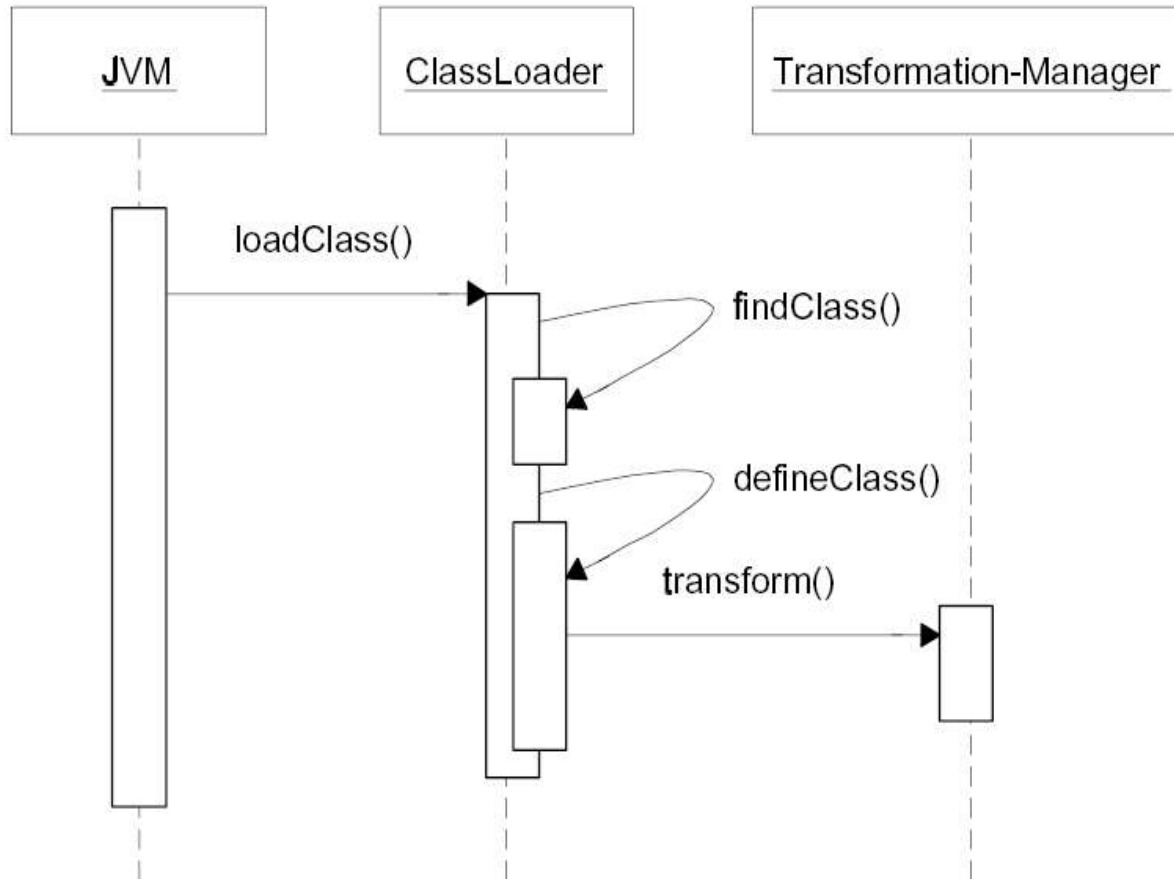 JVM
ClassLoader
Transformation-Manager
loadClass()
findClass()
defineClass()
transform()